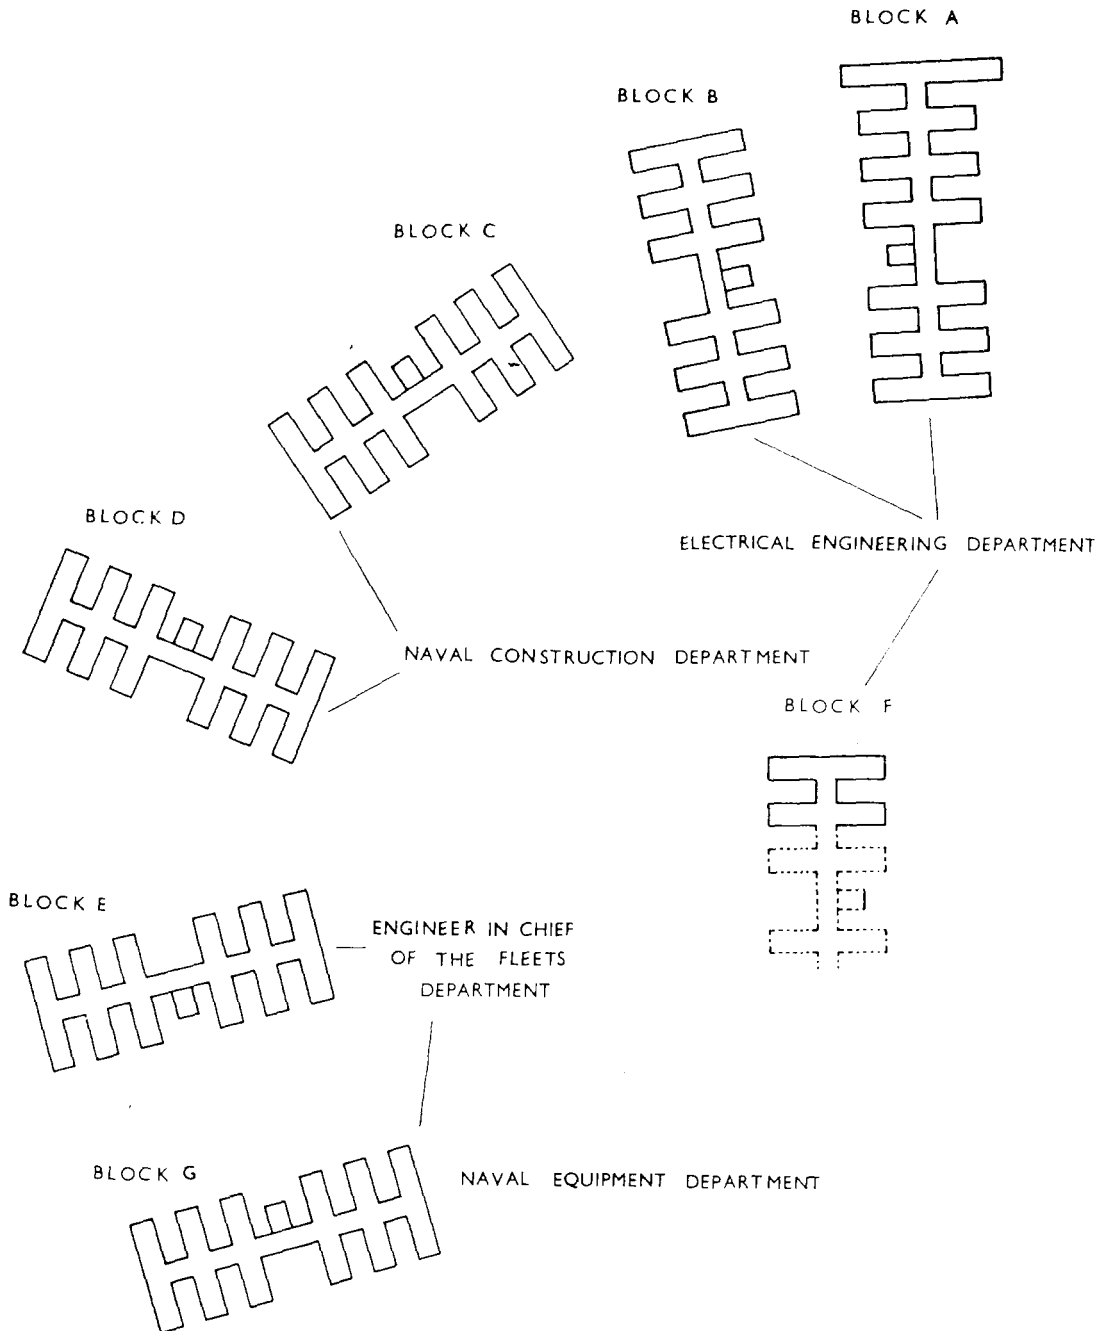 BLOCK A
BLOCK B
BLOCK C
BLOCK D
ELECTRICAL ENGINEERING DEPARTMENT
NAVAL CONSTRUCTION DEPARTMENT
BLOCK F
BLOCK E
ENGINEER IN CHIEF
OF THE FLEETS
DEPARTMENT
BLOCK G
NAVAL EQUIPMENT DEPARTMENT